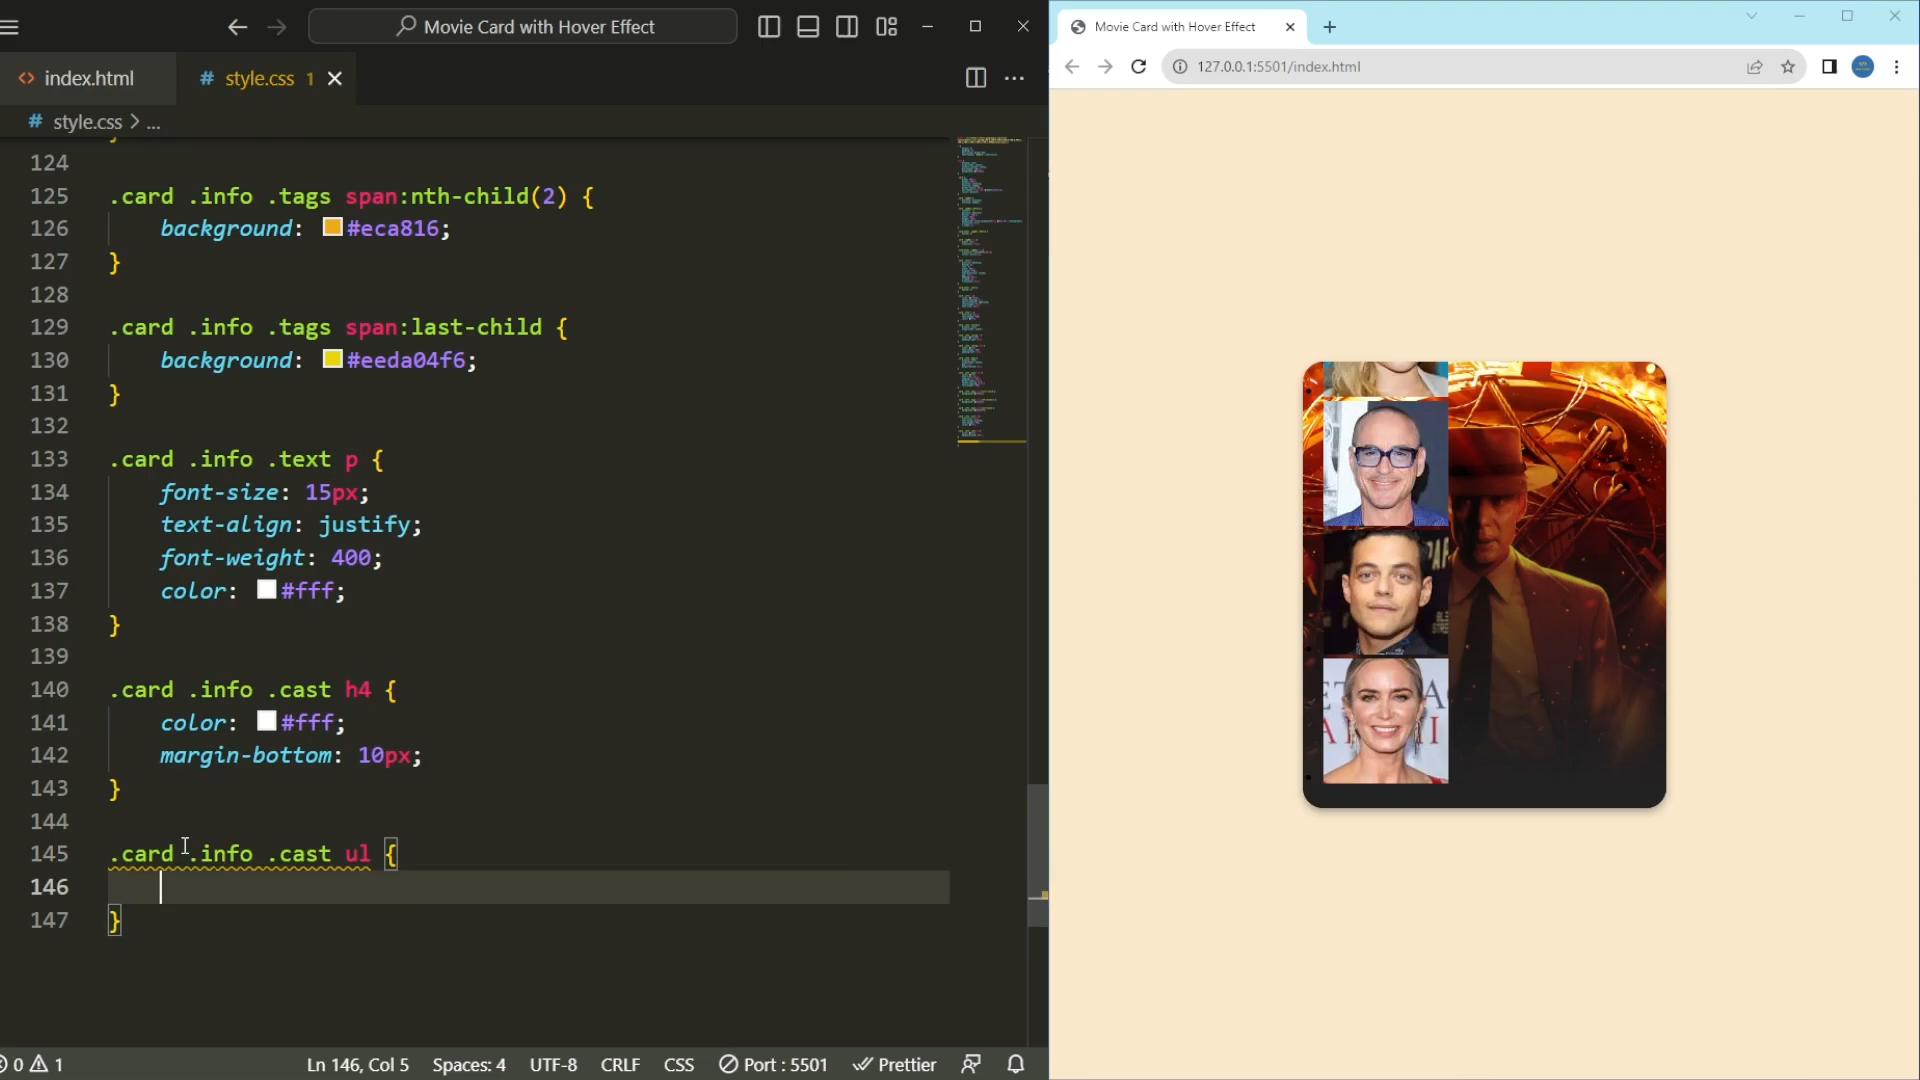 Movie Card with Hover Effect
index.html
# style.css 1
# style.css > ...
124
125 .card .info .tags span:nth-child(2) {
126 background: #eca816;
127 }
128
129 .card .info .tags span:last-child {
130 background: #eeda04f6;
131 }
132
133 .card .info .text p {
134 font-size: 15px;
135 text-align: justify;
136 font-weight: 400;
137 color: #fff;
138 }
139
140 .card .info .cast h4 {
141 color: #fff;
142 margin-bottom: 10px;
143 }
144
145 .card .info .cast ul {
146
147 }
0 1 Ln 146, Col 5 Spaces: 4 UTF-8 CRLF CSS Port : 5501 Prettier
Movie Card with Hover Effect
127.0.0.1:5501/index.html